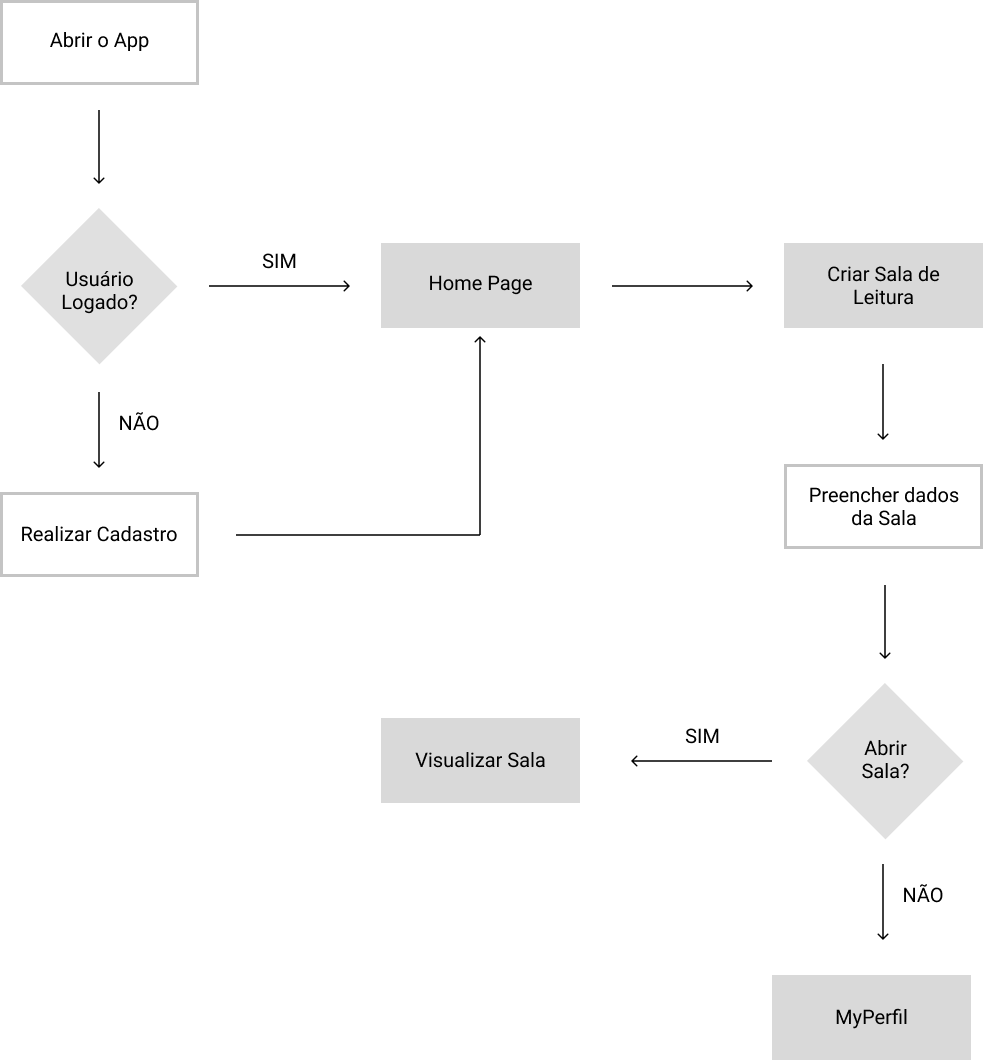 Abrir o App
Usuário
Logado?
SIM
Home Page
Criar Sala de
Leitura
NÃO
Realizar Cadastro
Preencher dados
da Sala
Abrir
Sala?
SIM
Visualizar Sala
NÃO
MyPerfil